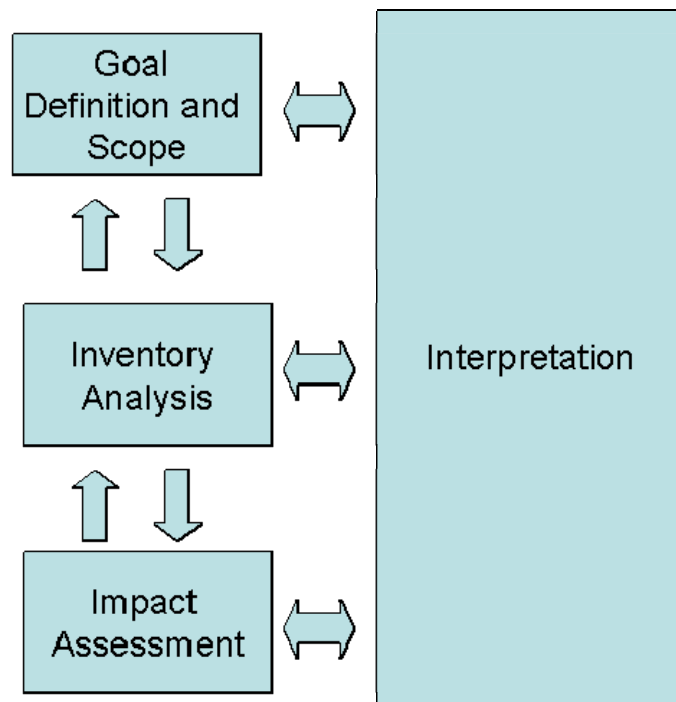 Goal
Definition and
Scope
Inventory
Analysis
Interpretation
Impact
Assessment